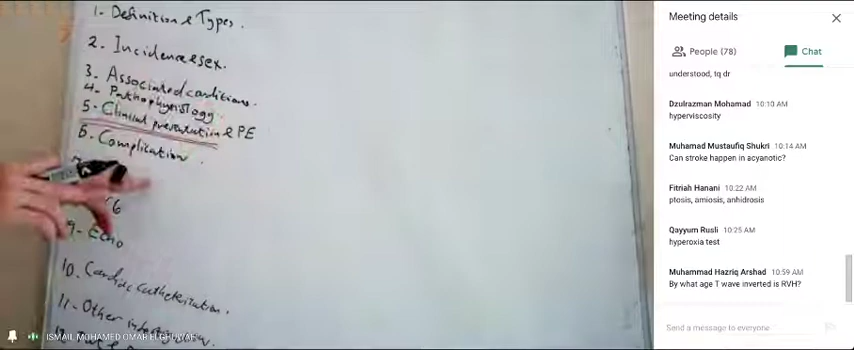 1- Definition & Types.
2. Incidence & sex.
3. Associated conditions.
4- Pathophysiology
5- Clinical presentation & PE
6- Complication.
9- Echo
10. Cardiac Catheterization.
11- Other
ISMAIL MOHAMED OMAR ELGHUWAE
Meeting details
People (78)
Chat
understood, tq dr
Dzulrazman Mohamad 10:10 AM
hyperviscosity
Muhamad Mustaufiq Shukri 10:14 AM
Can stroke happen in acyanotic?
Fitriah Hanani 10:22 AM
ptosis, amiosis, anhidrosis
Qayyum Rusli 10:25 AM
hyperoxia test
Muhammad Hazriq Arshad 10:59 AM
By what age T wave inverted is RVH?
Send a message to everyone